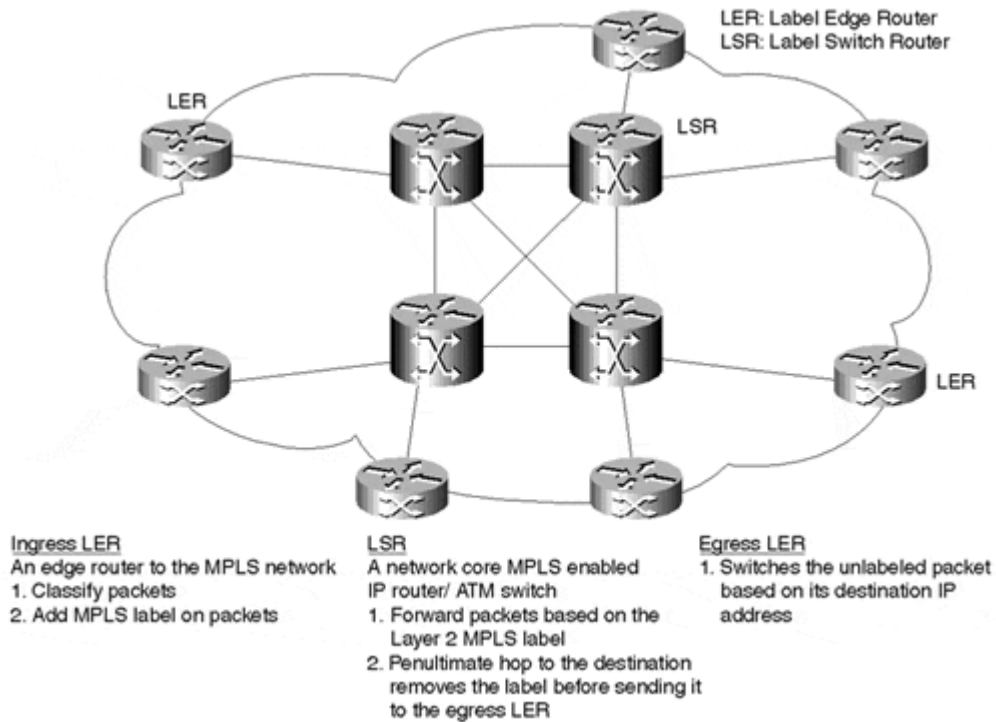 LER: Label Edge Router
LSR: Label Switch Router
LER
LSR
LER
Ingress LER
An edge router to the MPLS network
1. Classify packets
2. Add MPLS label on packets
LSR
A network core MPLS enabled
IP router/ ATM switch
1. Forward packets based on the
Layer 2 MPLS label
2. Penultimate hop to the destination
removes the label before sending it
to the egress LER
Egress LER
1. Switches the unlabeled packet
based on its destination IP
address